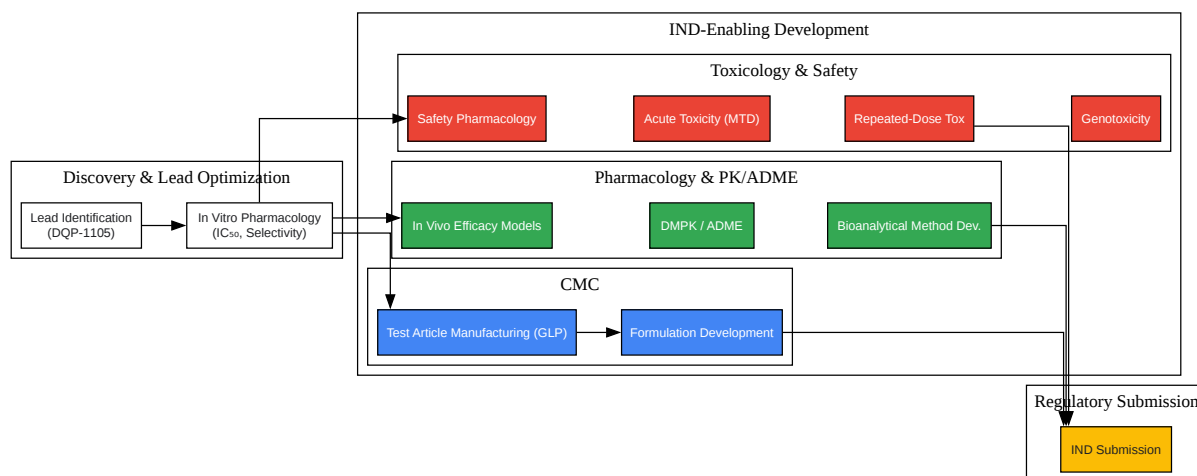 IND-Enabling Development
Toxicology & Safety
Safety Pharmacology
Acute Toxicity (MTD)
Repeated-Dose Tox
Genotoxicity
Discovery & Lead Optimization
Lead Identification
(DQP-1105)
In Vitro Pharmacology
(IC₅₀, Selectivity)
Pharmacology & PK/ADME
In Vivo Efficacy Models
DMPK / ADME
Bioanalytical Method Dev.
CMC
Test Article Manufacturing (GLP)
Formulation Development
Regulatory Submission
IND Submission